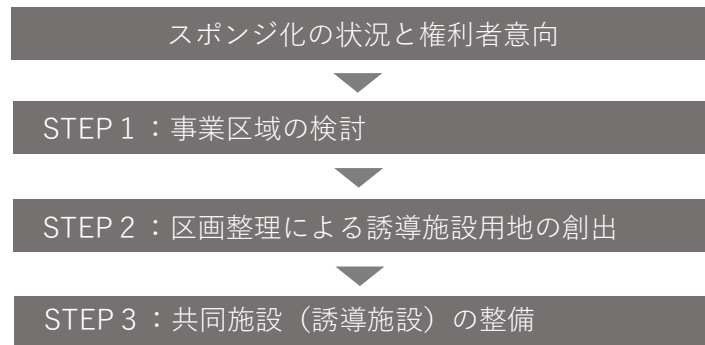 スポンジ化の状況と権利者意向
STEP１：事業区域の検討
STEP２：区画整理による誘導施設用地の創出
STEP３：共同施設（誘導施設）の整備